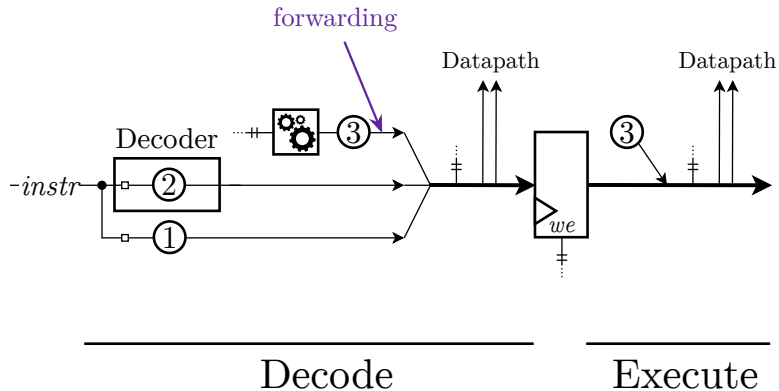 forwarding
Datapath
Datapath
3
3
Decoder
instr
2
1
we
Decode
Execute